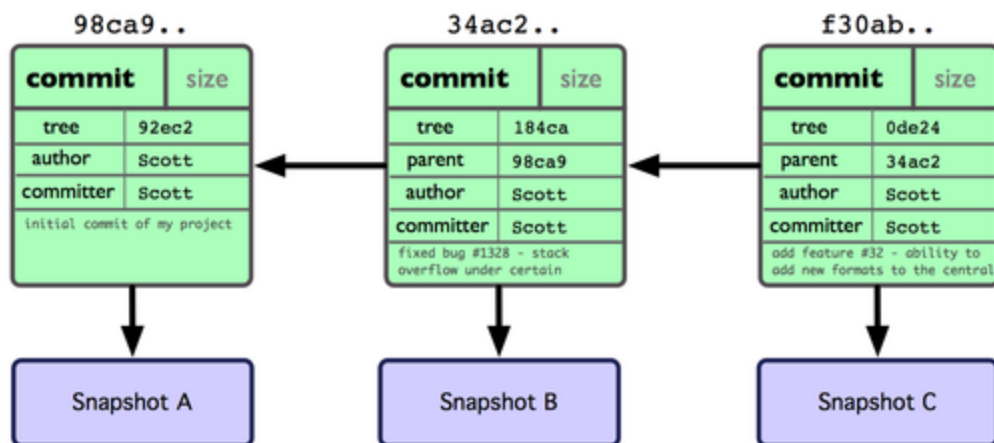 98ca9..
34ac2..
f30ab..
commit size
tree 92ec2
author Scott
committer Scott
initial commit of my project
commit size
tree 184ca
parent 98ca9
author Scott
committer Scott
fixed bug #1328 - stack
overflow under certain
commit size
tree 0de24
parent 34ac2
author Scott
committer Scott
add feature #32 - ability to
add new formats to the central
Snapshot A
Snapshot B
Snapshot C